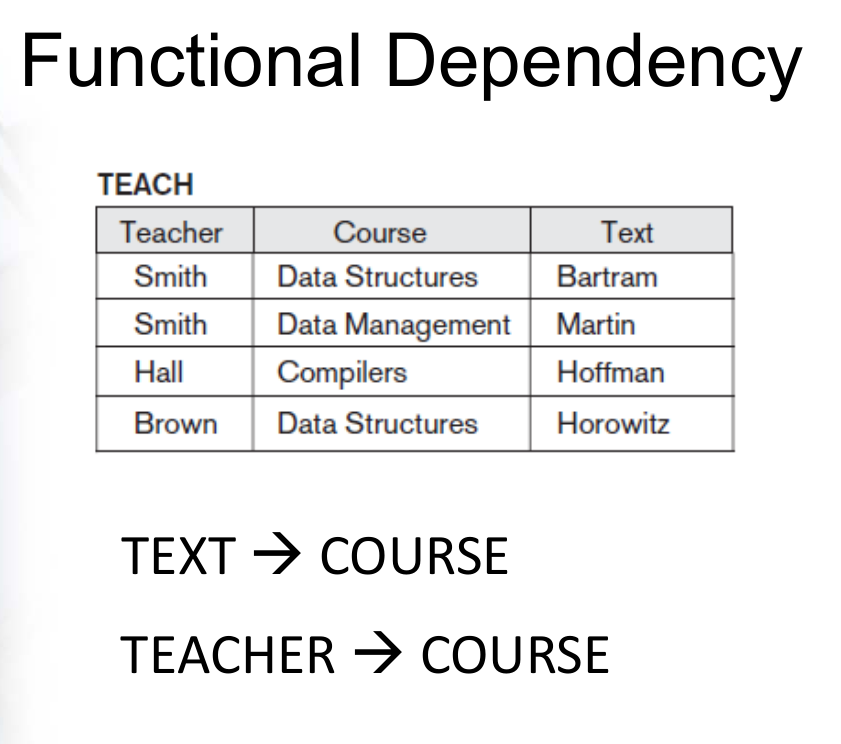 Functional Dependency
TEACH
Teacher Course Text
Smith Data Structures Bartram
Smith Data Management Martin
Hall Compilers Hoffman
Brown Data Structures Horowitz
TEXT → COURSE
TEACHER → COURSE